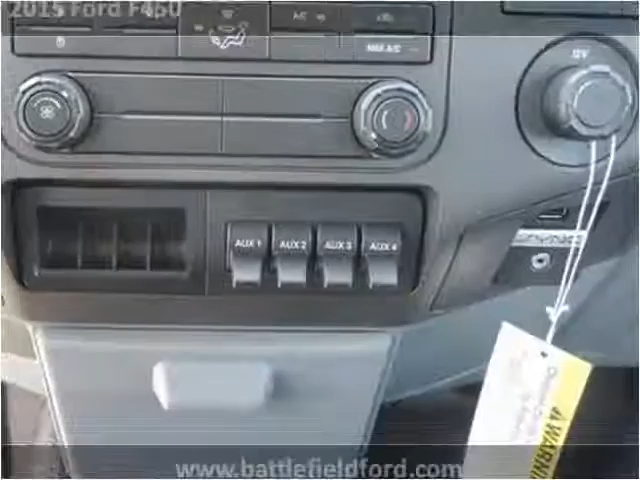 2015 Ford F450
A/C
MAX A/C
12V
AUX 1 AUX 2 AUX 3 AUX 4
WARNING
www.battlefieldford.com